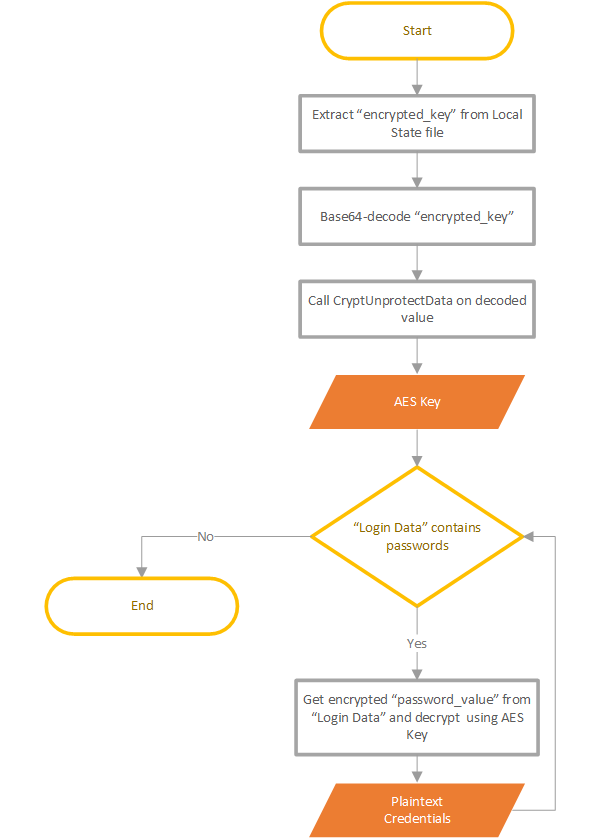 Start
Extract “encrypted_key” from Local
State file
Base64-decode “encrypted_key”
Call CryptUnprotectData on decoded
value
AES Key
“Login Data” contains
passwords
No
End
Yes
Get encrypted “password_value” from
“Login Data” and decrypt using AES
Key
Plaintext
Credentials